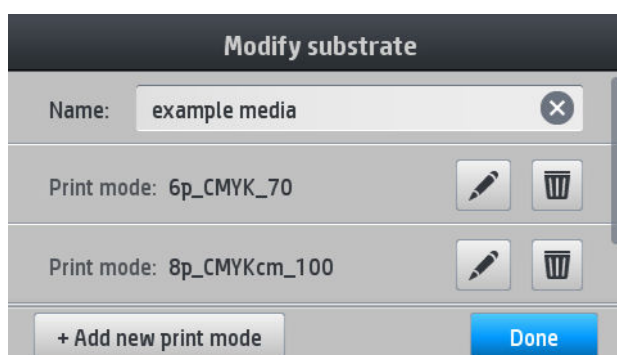 Modify substrate
Name: example media
Print mode: 6p_CMYK_70
Print mode: 8p_CMYKcm_100
+ Add new print mode Done